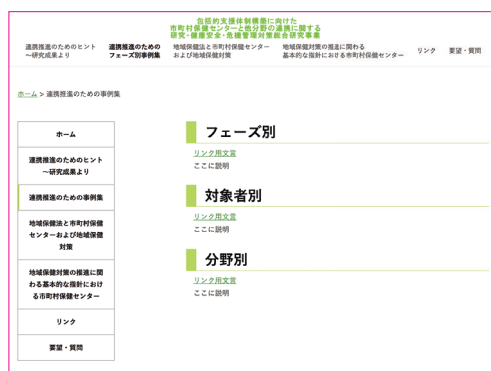 包括的支援体制構築に向けた
市町村保健センターと他分野の連携に関する
研究・健康安全・危機管理対策総合研究事業
連携推進のためのヒント
～研究成果より
連携推進のための
フェーズ別事例集
地域保健法と市町村保健センター
および地域保健対策
地域保健対策の推進に関わる
基本的な指針における市町村保健センター
リンク
要望・質問
ホーム > 連携推進のための事例集
ホーム
連携推進のためのヒント
～研究成果より
連携推進のための事例集
地域保健法と市町村保健
センターおよび地域保健
対策
地域保健対策の推進に関
わる基本的な指針におけ
る市町村保健センター
リンク
要望・質問
フェーズ別
リンク用文言
ここに説明
対象者別
リンク用文言
ここに説明
分野別
リンク用文言
ここに説明